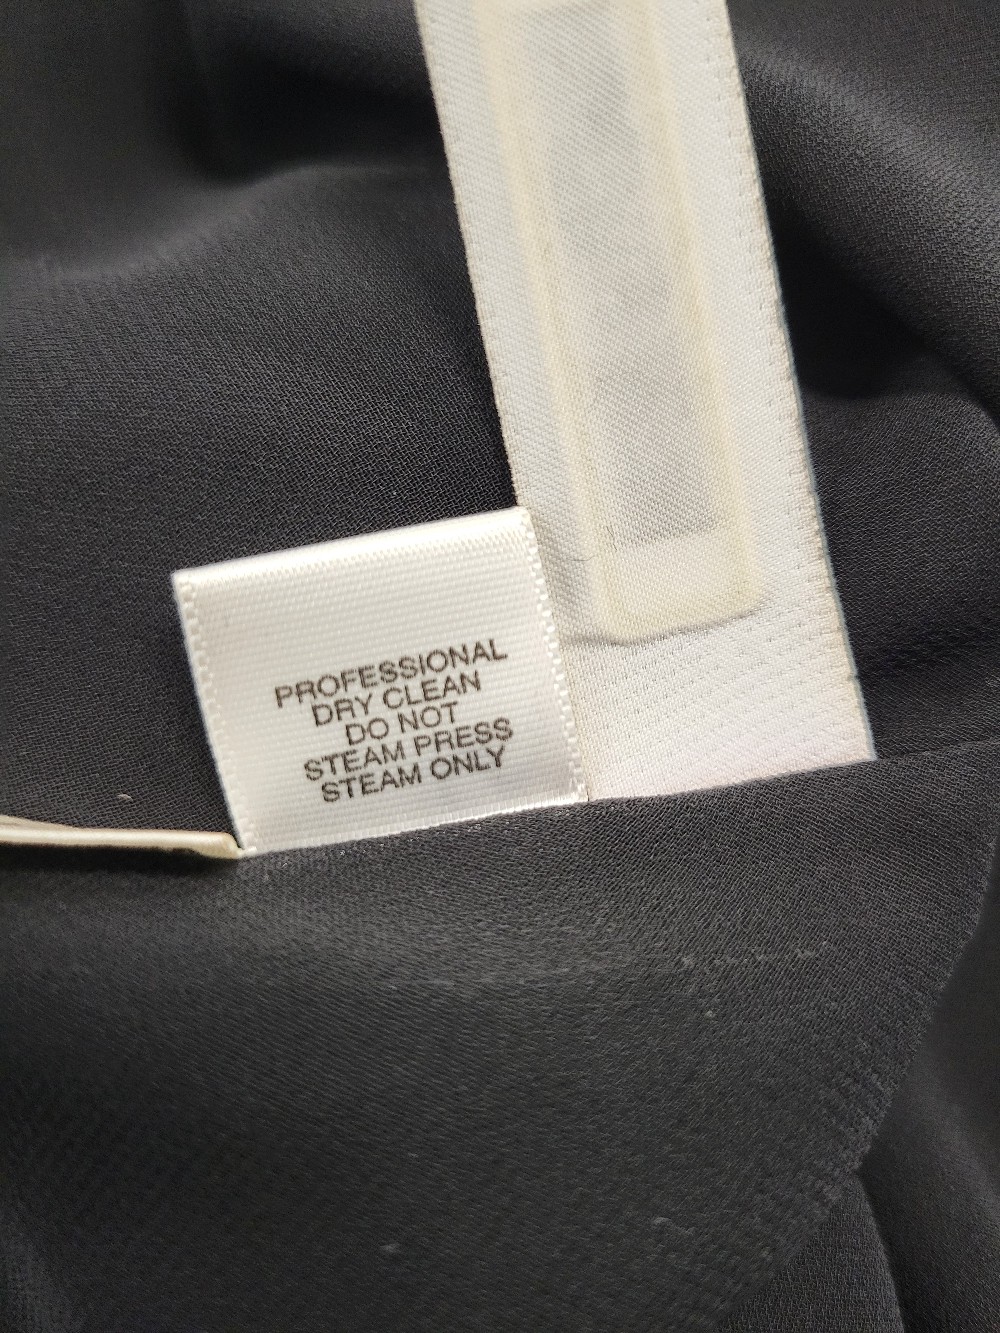 PROFESSIONAL
DRY CLEAN
DO NOT
STEAM PRESS
STEAM ONLY